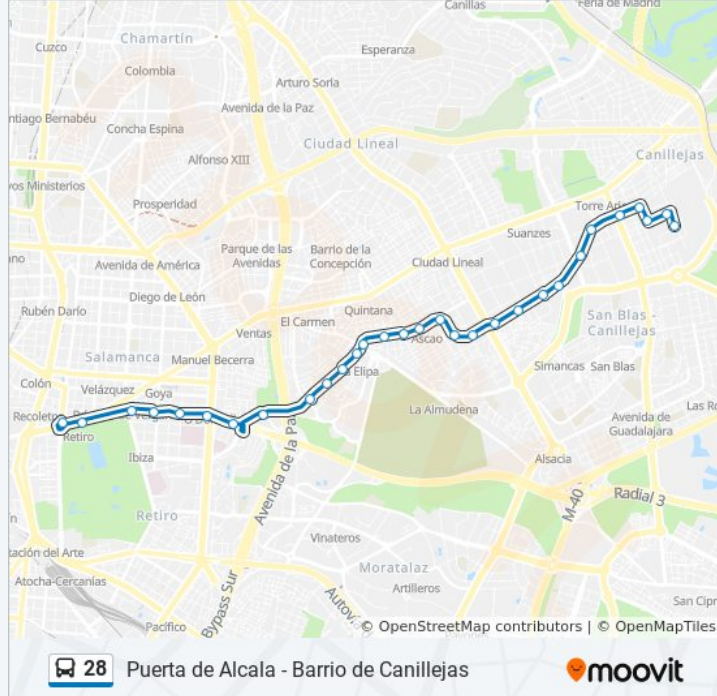 Canillas
Feria de Madrid
Cuzco
Chamartín
Esperanza
Colombia
Arturo Soria
Avenida de la Paz
ntiago Bernabéu
Concha Espina
Ciudad Lineal
Alfonso XIII
Canillejas
vos Ministerios
Prosperidad
Torre Ari
Suanzes
Parque de las
Avenidas
Barrio de la
Concepción
ano
Avenida de América
Ciudad Lineal
Diego de León
Rubén Darío
Quintana
San Blas -
Canillejas
Ventas
El Carmen
Ascao
Salamanca
Manuel Becerra
Simancas
San Blas
Colón
Velázquez
Goya
a Elipa
La Almudena
Las Ro
Recoletos
Avenida de
Guadalajara
Retiro
Ibiza
Avenida de la Pa
Alsacia
M-40
Radial 3
Retiro
Vinateros
Moratalaz
tación del Arte
Atocha-Cercanías
Artilleros
San Cipr
Bypass Sur
Autoví
Pacífico
© OpenStreetMap contributors | © OpenMapTiles
28 Puerta de Alcala - Barrio de Canillejas
moovit